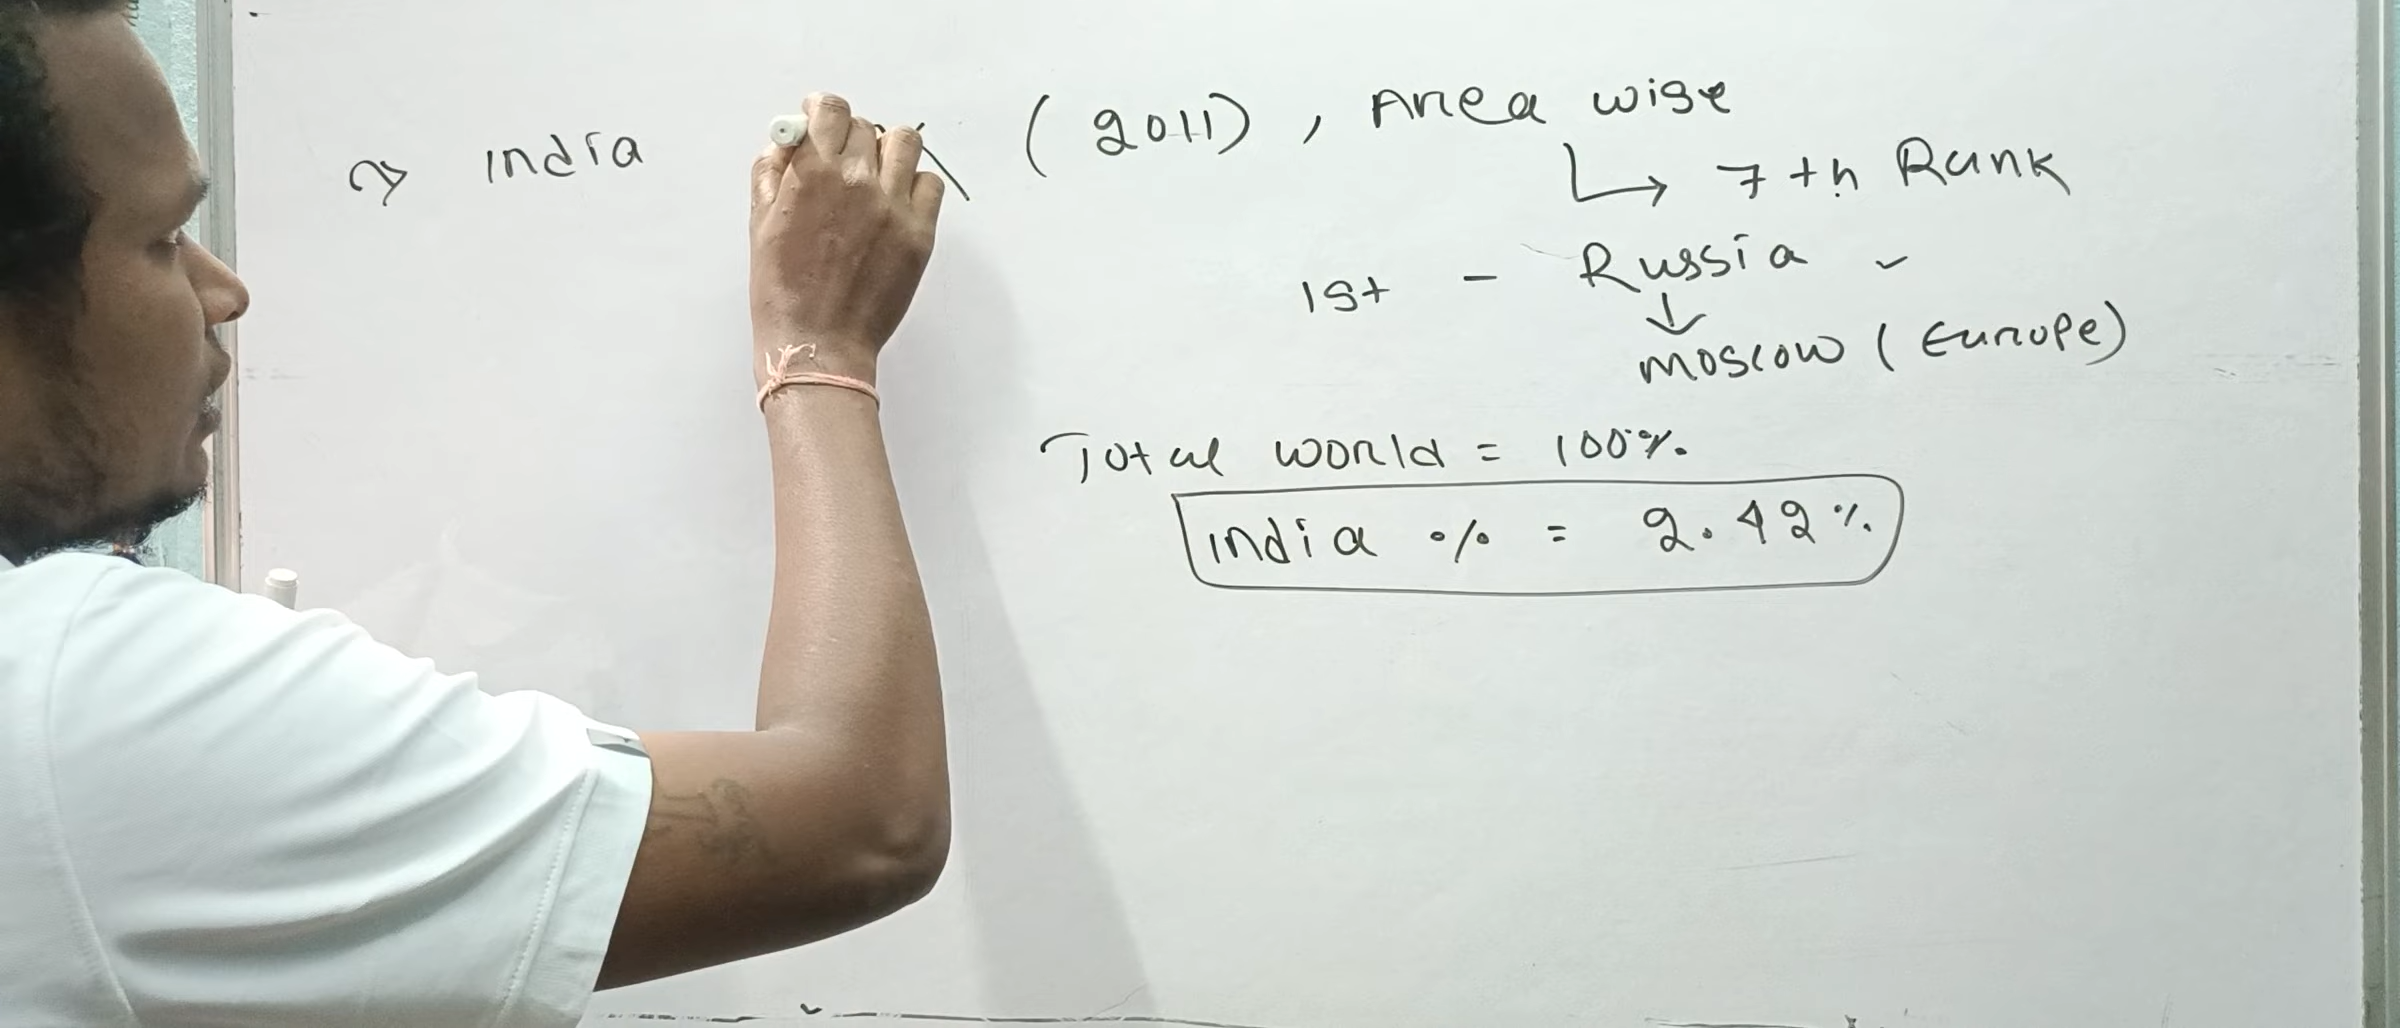 → India ( 2011) , Area wise
↳ 7th Rank
1st - Russia ✓
↓
Moscow ( Europe)
Total world = 100%.
India % = 2.42%.